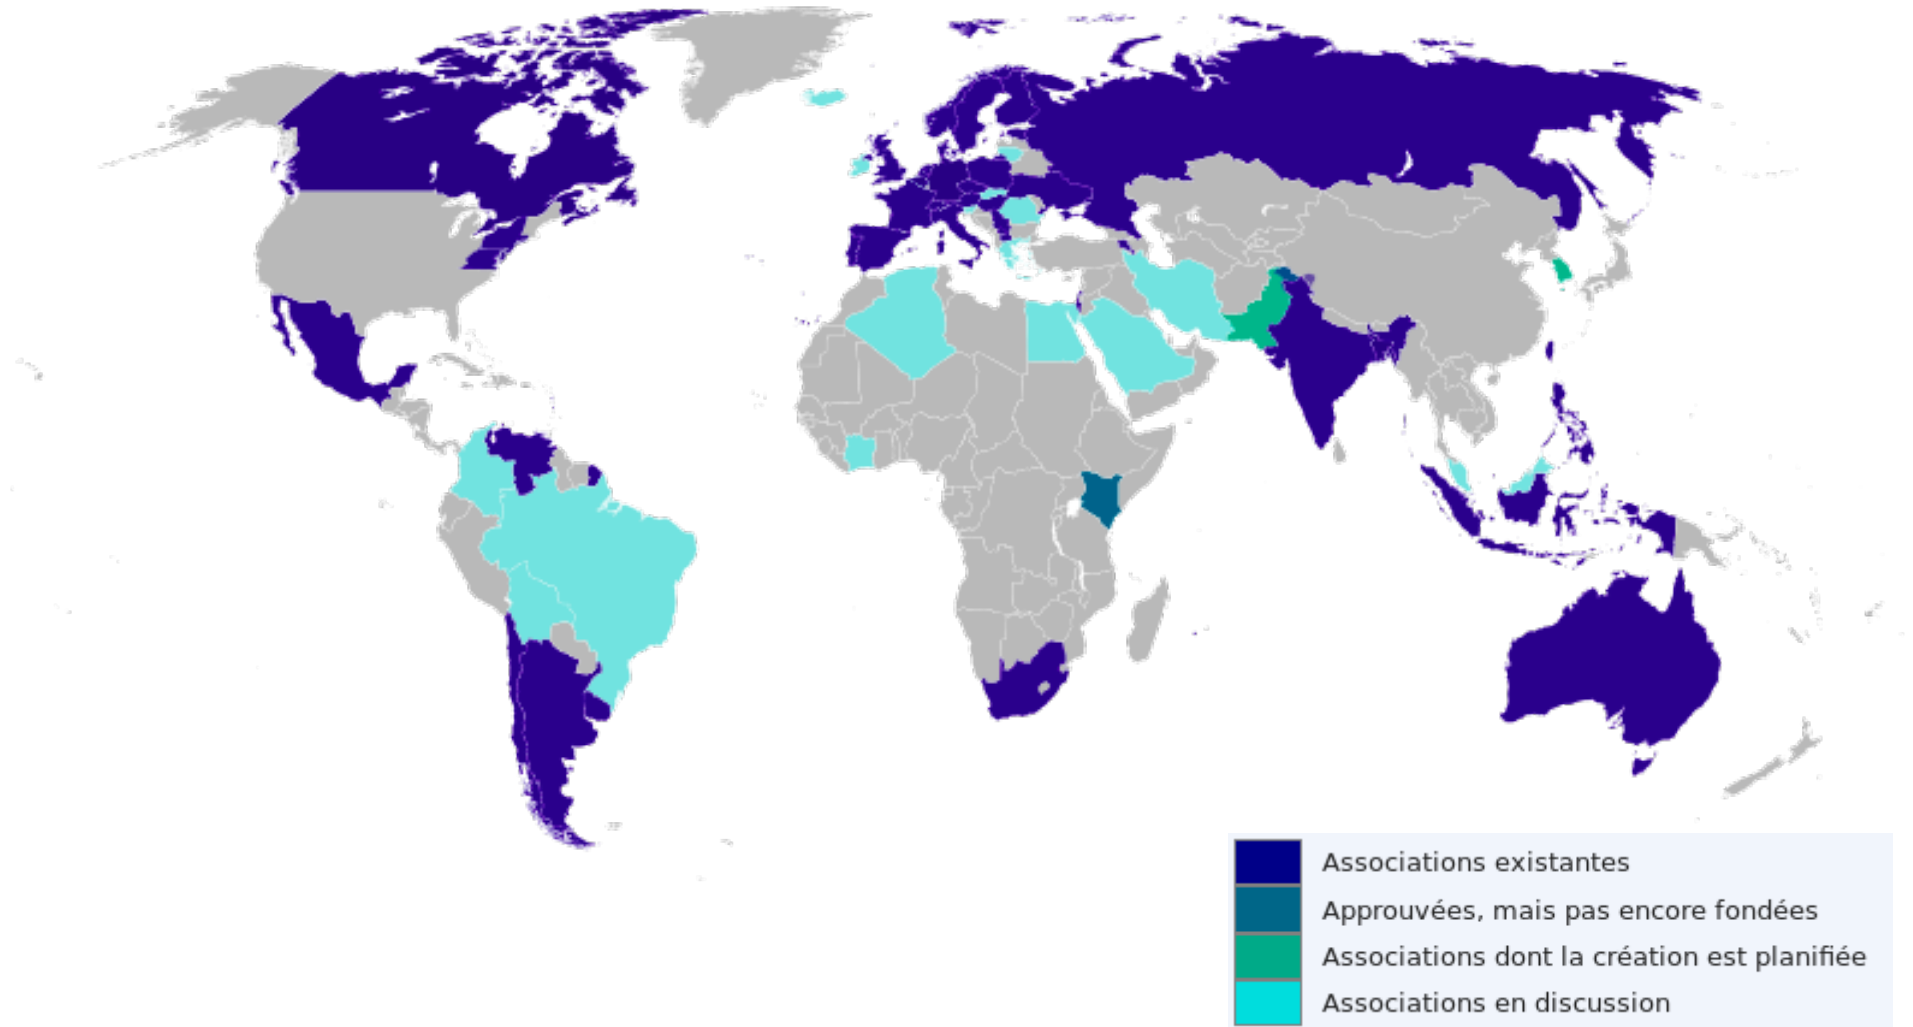 Associations existantes
Approuvées, mais pas encore fondées
Associations dont la création est planifiée
Associations en discussion